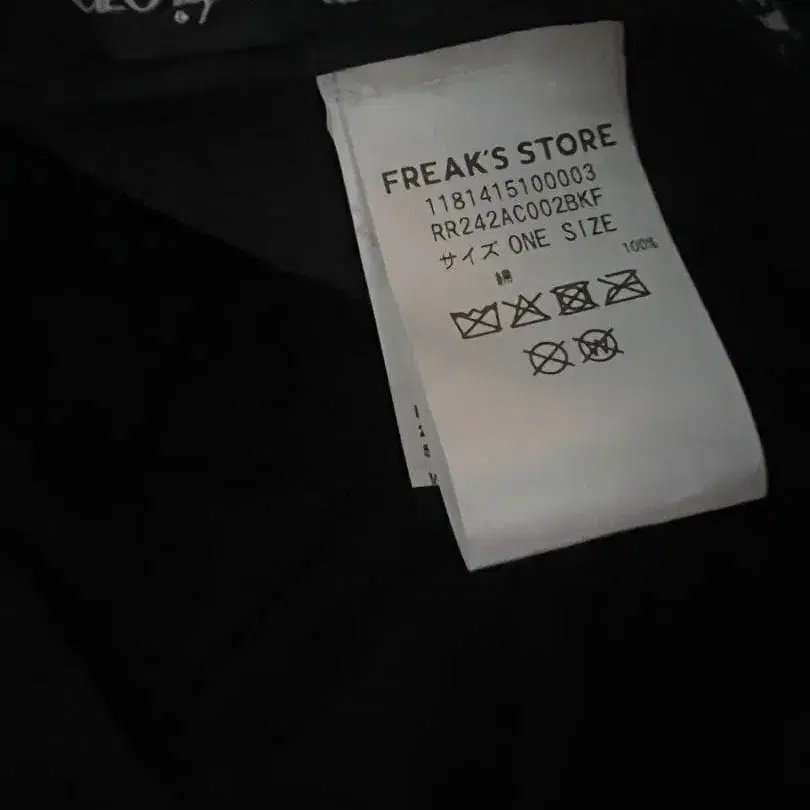 FREAK'S STORE
1181415100003
RR242AC002BKF
サイズ ONE SIZE
綿 100%